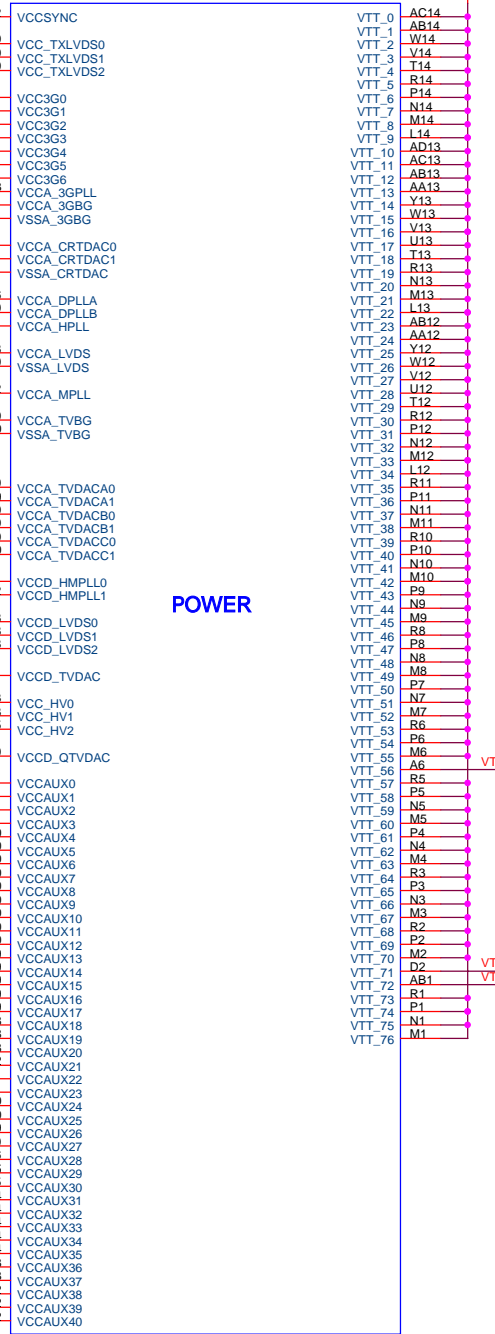 VCCSYNC
VCC_TXLVDS0
VCC_TXLVDS1
VCC_TXLVDS2
VCC3G0
VCC3G1
VCC3G2
VCC3G3
VCC3G4
VCC3G5
VCC3G6
VCCA_3GPLL
VCCA_3GBG
VSSA_3GBG
VCCA_CRTDAC0
VCCA_CRTDAC1
VSSA_CRTDAC
VCCA_DPLLA
VCCA_DPLLB
VCCA_HPLL
VCCA_LVDS
VSSA_LVDS
VCCA_MPLL
VCCA_TVBG
VSSA_TVBG
VCCA_TVDACA0
VCCA_TVDACA1
VCCA_TVDACB0
VCCA_TVDACB1
VCCA_TVDACC0
VCCA_TVDACC1
VCCD_HMPLL0
VCCD_HMPLL1
VCCD_LVDS0
VCCD_LVDS1
VCCD_LVDS2
VCCD_TVDAC
VCC_HV0
VCC_HV1
VCC_HV2
VCCD_QTVDAC
VCCAUX0
VCCAUX1
VCCAUX2
VCCAUX3
VCCAUX4
VCCAUX5
VCCAUX6
VCCAUX7
VCCAUX8
VCCAUX9
VCCAUX10
VCCAUX11
VCCAUX12
VCCAUX13
VCCAUX14
VCCAUX15
VCCAUX16
VCCAUX17
VCCAUX18
VCCAUX19
VCCAUX20
VCCAUX21
VCCAUX22
VCCAUX23
VCCAUX24
VCCAUX25
VCCAUX26
VCCAUX27
VCCAUX28
VCCAUX29
VCCAUX30
VCCAUX31
VCCAUX32
VCCAUX33
VCCAUX34
VCCAUX35
VCCAUX36
VCCAUX37
VCCAUX38
VCCAUX39
VCCAUX40
POWER
VTT_0 AC14
VTT_1 AB14
VTT_2 W14
VTT_3 V14
VTT_4 T14
VTT_5 R14
VTT_6 P14
VTT_7 N14
VTT_8 M14
VTT_9 L14
VTT_10 AD13
VTT_11 AC13
VTT_12 AB13
VTT_13 AA13
VTT_14 Y13
VTT_15 W13
VTT_16 V13
VTT_17 U13
VTT_18 T13
VTT_19 R13
VTT_20 N13
VTT_21 M13
VTT_22 L13
VTT_23 AB12
VTT_24 AA12
VTT_25 Y12
VTT_26 W12
VTT_27 V12
VTT_28 U12
VTT_29 T12
VTT_30 R12
VTT_31 P12
VTT_32 N12
VTT_33 M12
VTT_34 L12
VTT_35 R11
VTT_36 P11
VTT_37 N11
VTT_38 M11
VTT_39 R10
VTT_40 P10
VTT_41 N10
VTT_42 M10
VTT_43 P9
VTT_44 N9
VTT_45 M9
VTT_46 R8
VTT_47 P8
VTT_48 N8
VTT_49 M8
VTT_50 P7
VTT_51 N7
VTT_52 M7
VTT_53 R6
VTT_54 P6
VTT_55 M6
VTT_56 A6
VTT_57 R5
VTT_58 P5
VTT_59 N5
VTT_60 M5
VTT_61 P4
VTT_62 N4
VTT_63 M4
VTT_64 R3
VTT_65 P3
VTT_66 N3
VTT_67 M3
VTT_68 R2
VTT_69 P2
VTT_70 M2
VTT_71 D2
VTT_72 AB1
VTT_73 R1
VTT_74 P1
VTT_75 N1
VTT_76 M1